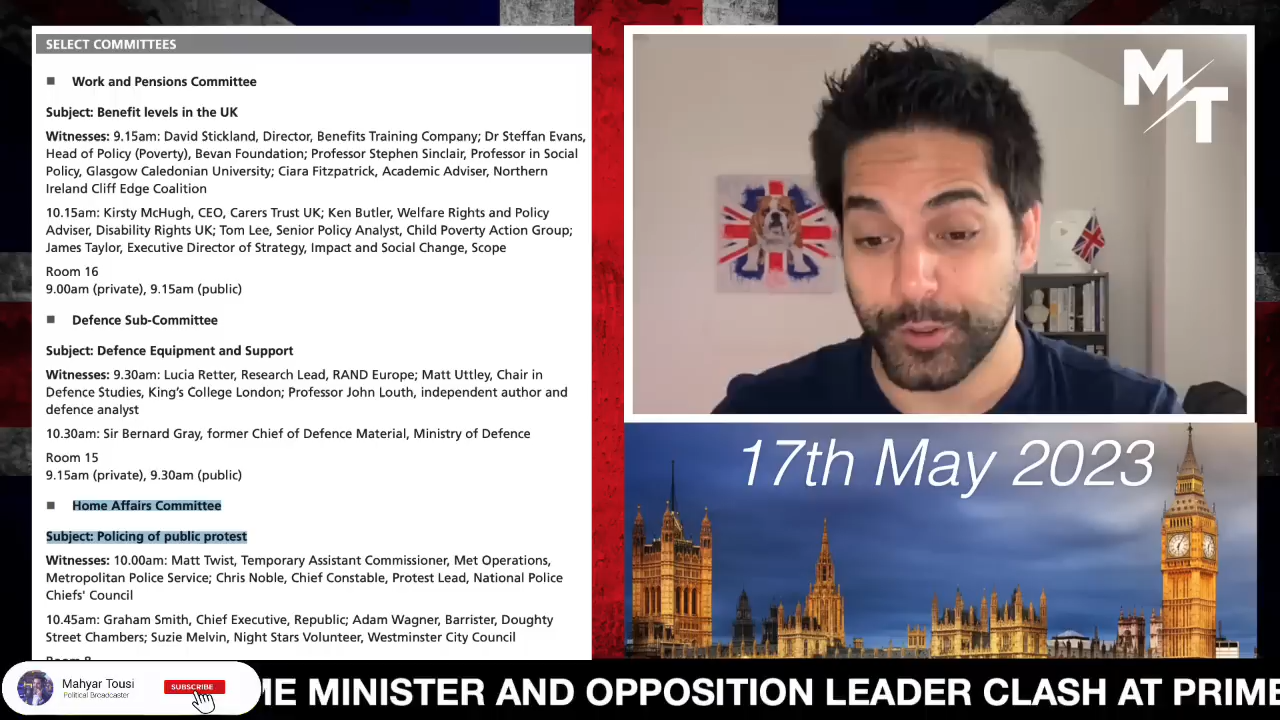 SELECT COMMITTEES
■ Work and Pensions Committee
Subject: Benefit levels in the UK
Witnesses: 9.15am: David Stickland, Director, Benefits Training Company; Dr Steffan Evans,
Head of Policy (Poverty), Bevan Foundation; Professor Stephen Sinclair, Professor in Social
Policy, Glasgow Caledonian University; Ciara Fitzpatrick, Academic Adviser, Northern
Ireland Cliff Edge Coalition
10.15am: Kirsty McHugh, CEO, Carers Trust UK; Ken Butler, Welfare Rights and Policy
Adviser, Disability Rights UK; Tom Lee, Senior Policy Analyst, Child Poverty Action Group;
James Taylor, Executive Director of Strategy, Impact and Social Change, Scope
Room 16
9.00am (private), 9.15am (public)
■ Defence Sub-Committee
Subject: Defence Equipment and Support
Witnesses: 9.30am: Lucia Retter, Research Lead, RAND Europe; Matt Uttley, Chair in
Defence Studies, King's College London; Professor John Louth, independent author and
defence analyst
10.30am: Sir Bernard Gray, former Chief of Defence Material, Ministry of Defence
Room 15
9.15am (private), 9.30am (public)
■ Home Affairs Committee
Subject: Policing of public protest
Witnesses: 10.00am: Matt Twist, Temporary Assistant Commissioner, Met Operations,
Metropolitan Police Service; Chris Noble, Chief Constable, Protest Lead, National Police
Chiefs' Council
10.45am: Graham Smith, Chief Executive, Republic; Adam Wagner, Barrister, Doughty
Street Chambers; Suzie Melvin, Night Stars Volunteer, Westminster City Council
MT
17th May 2023
Mahyar Tousi
Political Broadcaster
SUBSCRIBE
ME MINISTER AND OPPOSITION LEADER CLASH AT PRIME